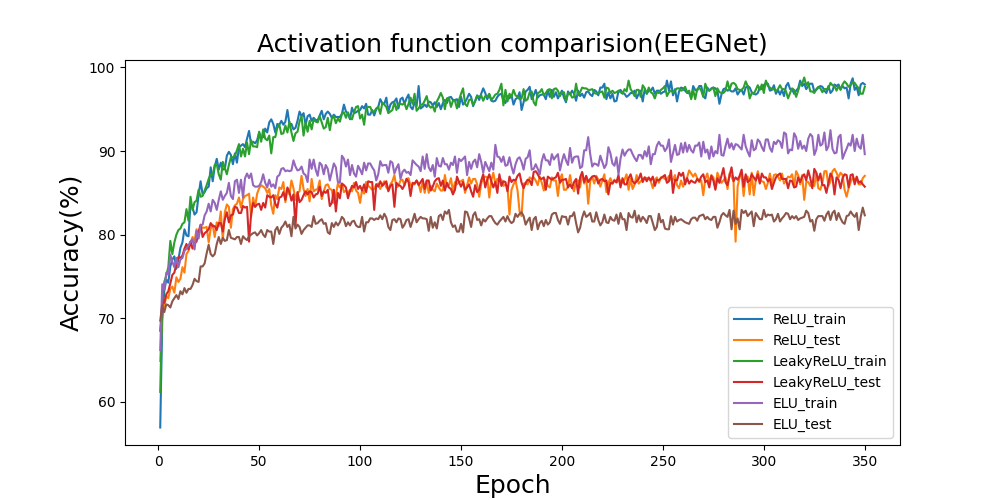 Activation function comparision(EEGNet)
Accuracy(%)
100
90
80
70
60
0 50 100 150 200 250 300 350
Epoch
ReLU_train
ReLU_test
LeakyReLU_train
LeakyReLU_test
ELU_train
ELU_test